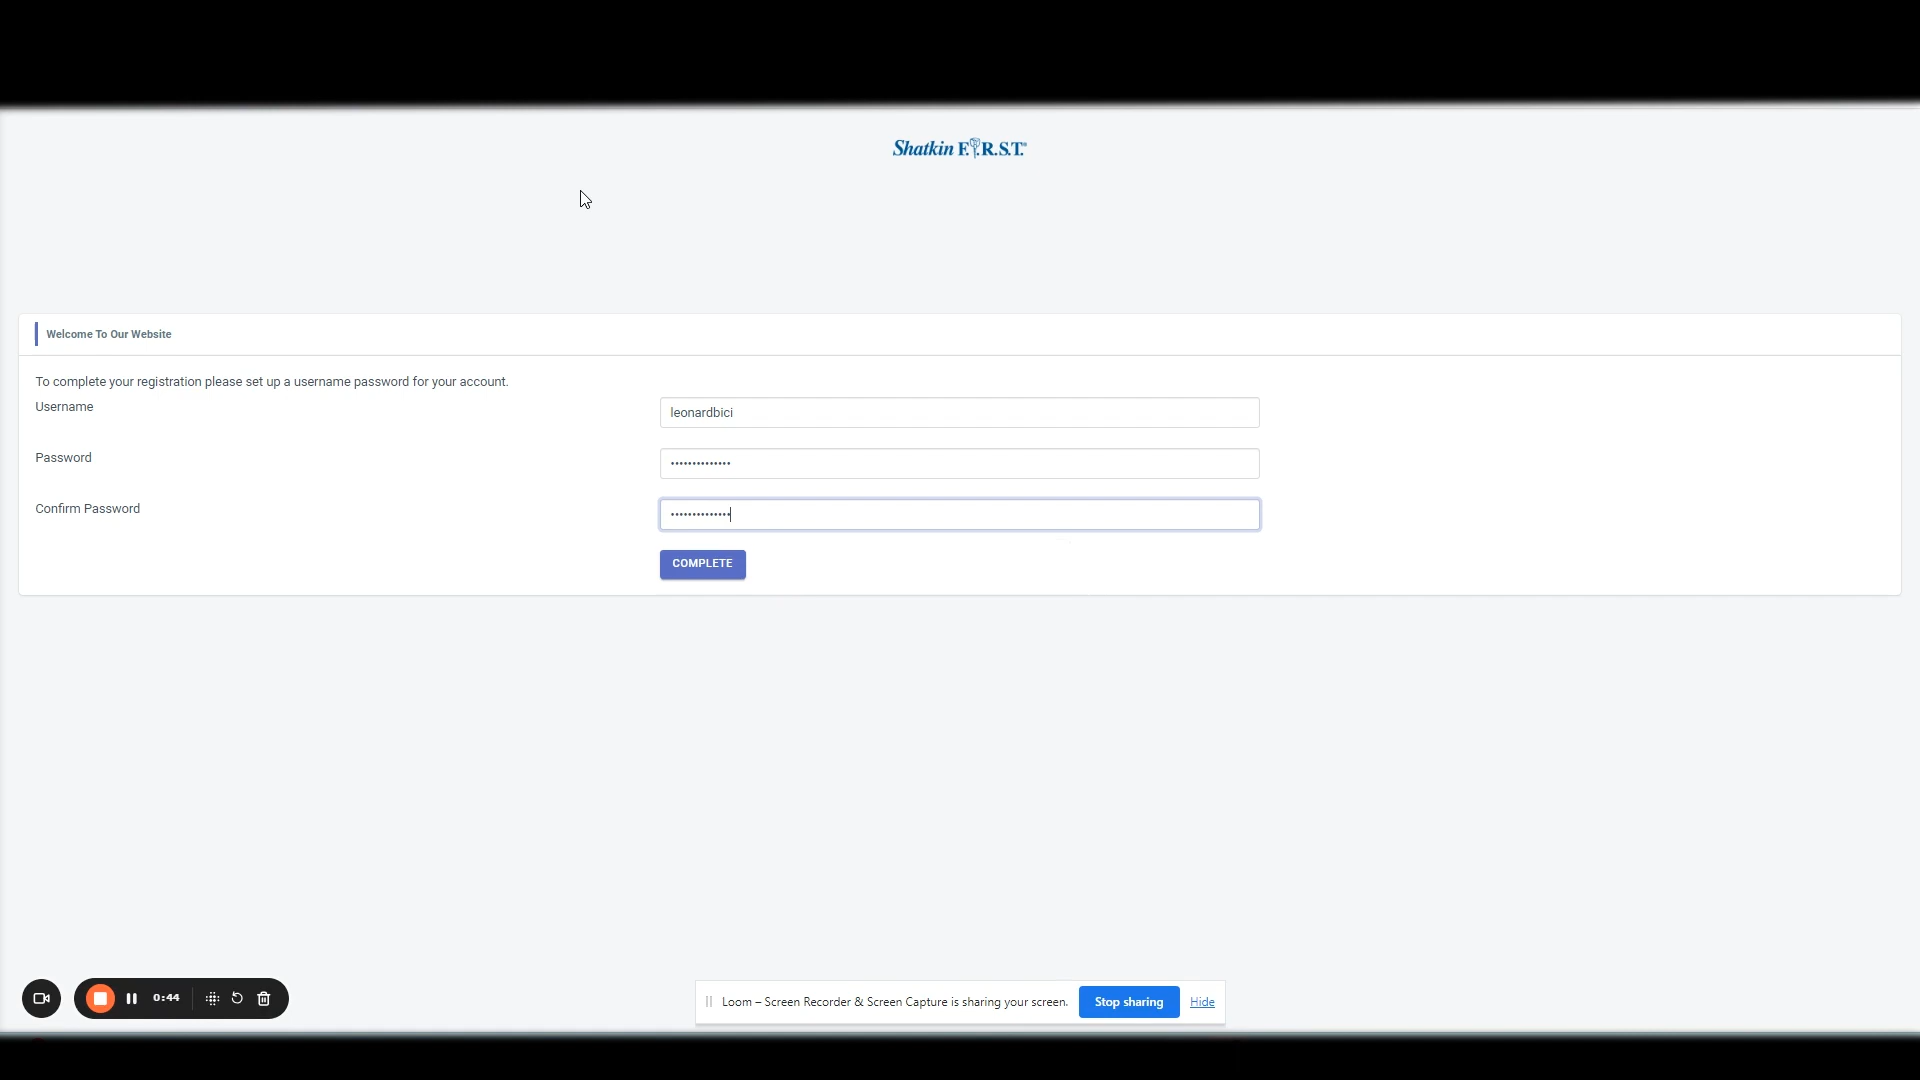 Shatkin F.I.R.S.T.®
Welcome To Our Website
To complete your registration please set up a username password for your account.
Username
leonardbici
Password
••••••••••••••
Confirm Password
••••••••••••••
COMPLETE
0:44
Loom – Screen Recorder & Screen Capture is sharing your screen.
Stop sharing
Hide